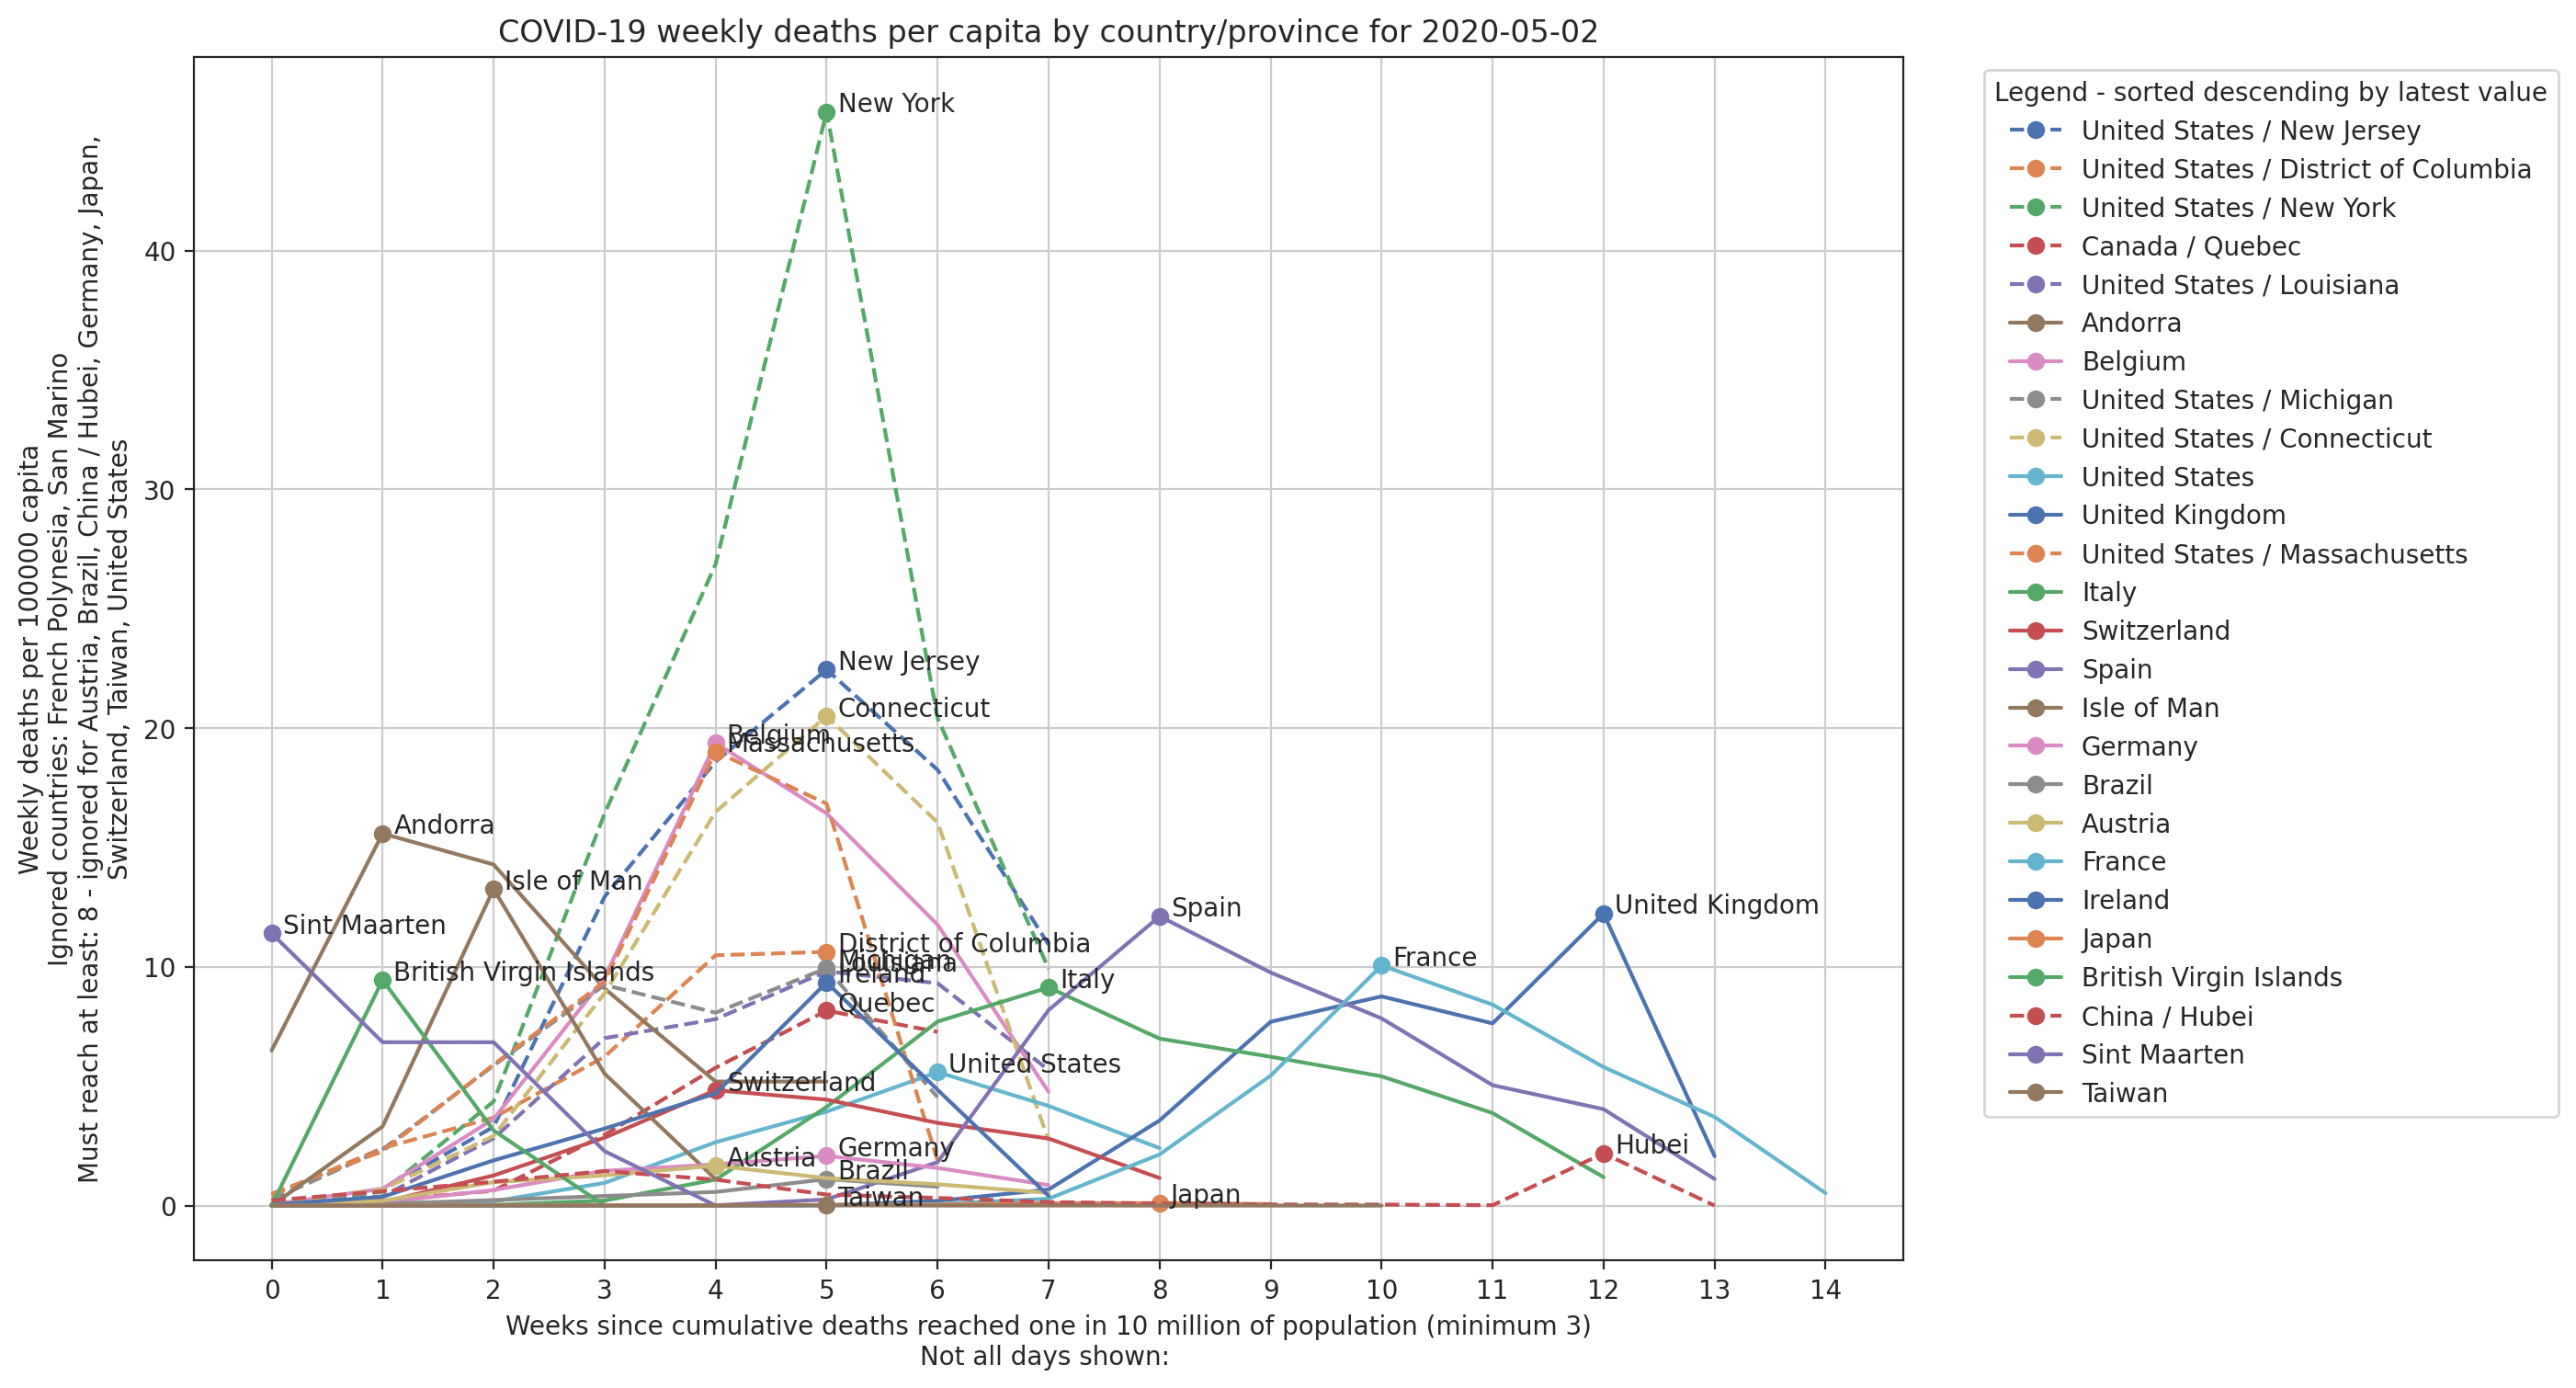 COVID-19 weekly deaths per capita by country/province for 2020-05-02
Weekly deaths per 100000 capita
Ignored countries: French Polynesia, San Marino
Must reach at least: 8 - ignored for Austria, Brazil, China / Hubei, Germany, Japan,
Switzerland, Taiwan, United States
40
30
20
10
0
New York
New Jersey
Connecticut
Belgium
Massachusetts
Andorra
Isle of Man
Sint Maarten
British Virgin Islands
District of Columbia
Michigan
Louisiana
Ireland
Quebec
Italy
Spain
France
United Kingdom
United States
Switzerland
Germany
Austria
Brazil
Taiwan
Japan
Hubei
0 1 2 3 4 5 6 7 8 9 10 11 12 13 14
Weeks since cumulative deaths reached one in 10 million of population (minimum 3)
Not all days shown:
Legend - sorted descending by latest value
United States / New Jersey
United States / District of Columbia
United States / New York
Canada / Quebec
United States / Louisiana
Andorra
Belgium
United States / Michigan
United States / Connecticut
United States
United Kingdom
United States / Massachusetts
Italy
Switzerland
Spain
Isle of Man
Germany
Brazil
Austria
France
Ireland
Japan
British Virgin Islands
China / Hubei
Sint Maarten
Taiwan